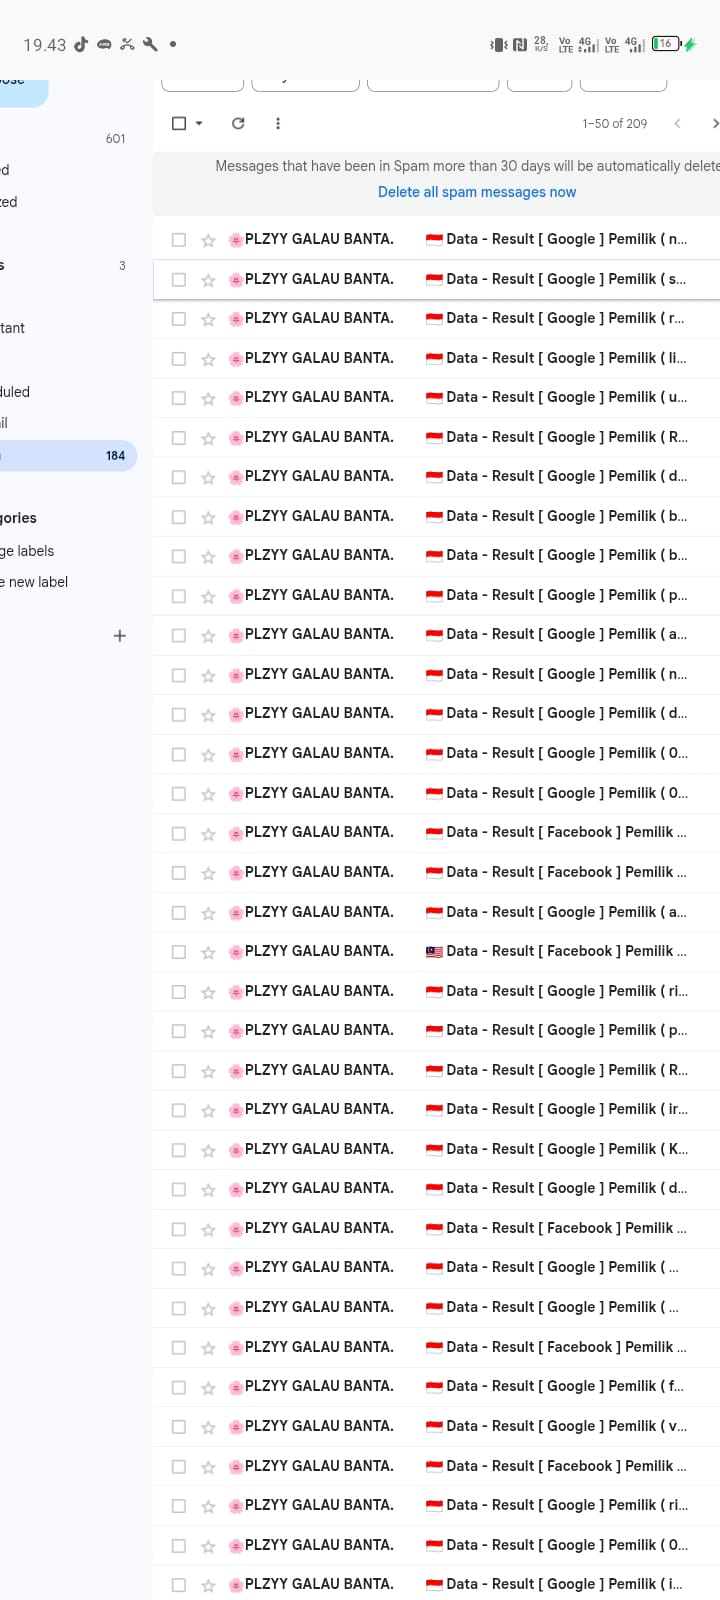 19.43
28,
K/S
Vo
LTE
4G
Vo
LTE
4G
16
601
1–50 of 209
ed
zed
Messages that have been in Spam more than 30 days will be automatically delete
Delete all spam messages now
s 3
tant
duled
il
184
gories
ge labels
e new label
PLZYY GALAU BANTA. Data - Result [ Google ] Pemilik ( n...
PLZYY GALAU BANTA. Data - Result [ Google ] Pemilik ( s...
PLZYY GALAU BANTA. Data - Result [ Google ] Pemilik ( r...
PLZYY GALAU BANTA. Data - Result [ Google ] Pemilik ( li...
PLZYY GALAU BANTA. Data - Result [ Google ] Pemilik ( u...
PLZYY GALAU BANTA. Data - Result [ Google ] Pemilik ( R...
PLZYY GALAU BANTA. Data - Result [ Google ] Pemilik ( d...
PLZYY GALAU BANTA. Data - Result [ Google ] Pemilik ( b...
PLZYY GALAU BANTA. Data - Result [ Google ] Pemilik ( b...
PLZYY GALAU BANTA. Data - Result [ Google ] Pemilik ( p...
PLZYY GALAU BANTA. Data - Result [ Google ] Pemilik ( a...
PLZYY GALAU BANTA. Data - Result [ Google ] Pemilik ( n...
PLZYY GALAU BANTA. Data - Result [ Google ] Pemilik ( d...
PLZYY GALAU BANTA. Data - Result [ Google ] Pemilik ( 0...
PLZYY GALAU BANTA. Data - Result [ Google ] Pemilik ( 0...
PLZYY GALAU BANTA. Data - Result [ Facebook ] Pemilik ...
PLZYY GALAU BANTA. Data - Result [ Facebook ] Pemilik ...
PLZYY GALAU BANTA. Data - Result [ Google ] Pemilik ( a...
PLZYY GALAU BANTA. Data - Result [ Facebook ] Pemilik ...
PLZYY GALAU BANTA. Data - Result [ Google ] Pemilik ( ri...
PLZYY GALAU BANTA. Data - Result [ Google ] Pemilik ( p...
PLZYY GALAU BANTA. Data - Result [ Google ] Pemilik ( R...
PLZYY GALAU BANTA. Data - Result [ Google ] Pemilik ( ir...
PLZYY GALAU BANTA. Data - Result [ Google ] Pemilik ( K...
PLZYY GALAU BANTA. Data - Result [ Google ] Pemilik ( d...
PLZYY GALAU BANTA. Data - Result [ Facebook ] Pemilik ...
PLZYY GALAU BANTA. Data - Result [ Google ] Pemilik ( ...
PLZYY GALAU BANTA. Data - Result [ Google ] Pemilik ( ...
PLZYY GALAU BANTA. Data - Result [ Facebook ] Pemilik ...
PLZYY GALAU BANTA. Data - Result [ Google ] Pemilik ( f...
PLZYY GALAU BANTA. Data - Result [ Google ] Pemilik ( v...
PLZYY GALAU BANTA. Data - Result [ Facebook ] Pemilik ...
PLZYY GALAU BANTA. Data - Result [ Google ] Pemilik ( ri...
PLZYY GALAU BANTA. Data - Result [ Google ] Pemilik ( 0...
PLZYY GALAU BANTA. Data - Result [ Google ] Pemilik ( i...